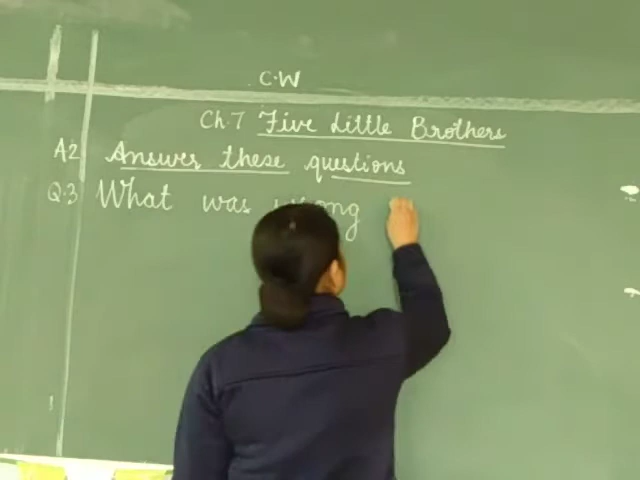 C.W
Ch-7 Five Little Brothers
A2 Answer these questions
Q.3 What was wrong